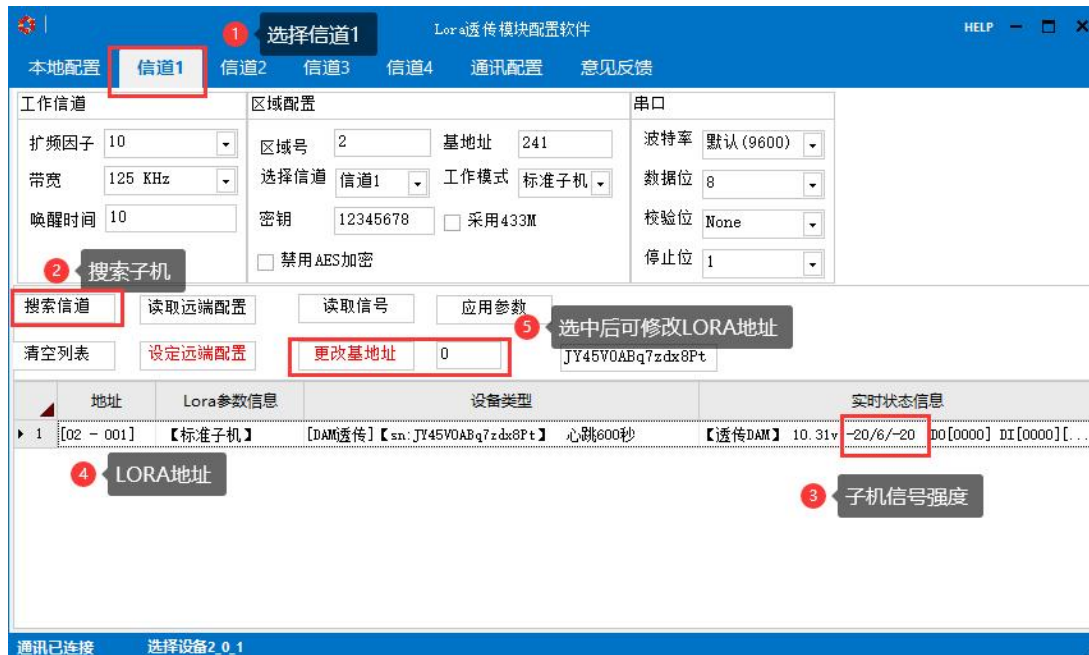 1 选择信道1 Lora透传模块配置软件 HELP
本地配置 信道1 信道2 信道3 信道4 通讯配置 意见反馈
工作信道 区域配置 串口
扩频因子 10 区域号 2 基地址 241 波特率 默认(9600)
带宽 125 KHz 选择信道 信道1 工作模式 标准子机 数据位 8
唤醒时间 10 密钥 12345678 采用433M 校验位 None
禁用AES加密 停止位 1
2 搜索子机
搜索信道 读取远端配置 读取信号 应用参数
5 选中后可修改LORA地址
清空列表 设定远端配置 更改基地址 0 JY45V0ABq7zdx8Pt
地址 Lora参数信息 设备类型 实时状态信息
1 [02 - 001] 【标准子机】 [DAM透传]【sn:JY45V0ABq7zdx8Pt】 心跳600秒 【透传DAM】 10.31v -20/6/-20 DO[0000] DI[0000][...
4 LORA地址
3 子机信号强度
通讯已连接 选择设备2_0_1